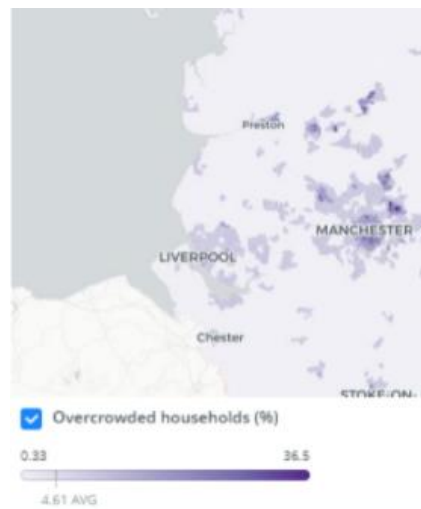 Preston
MANCHESTER
LIVERPOOL
Chester
STOKE-ON-
Overcrowded households (%)
0.33 36.5
4.61 AVG